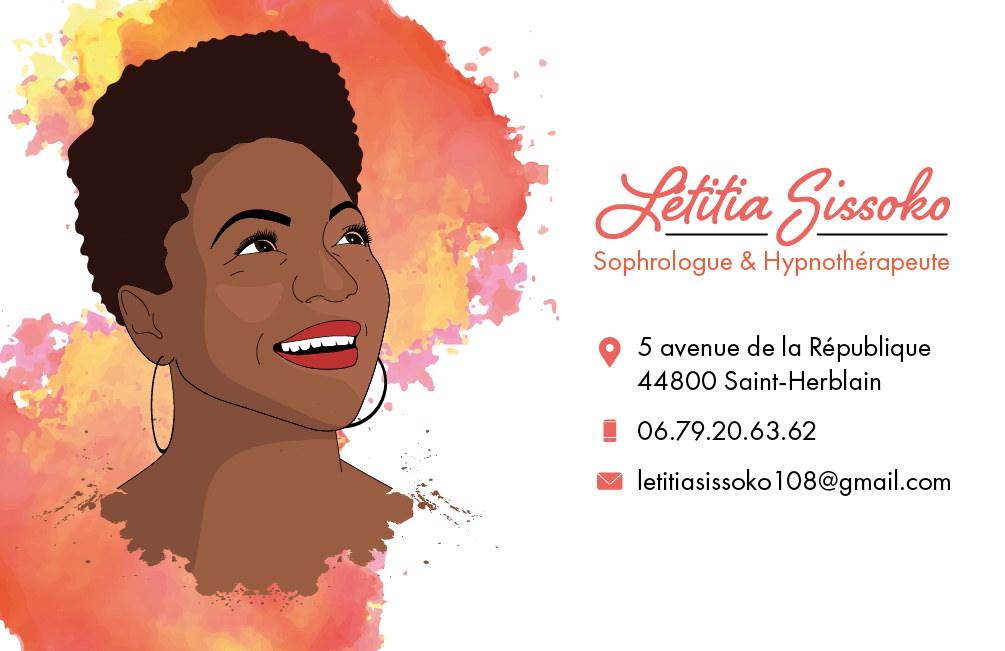 Létitia Sissoko
Sophrologue & Hypnothérapeute
5 avenue de la République
44800 Saint-Herblain
06.79.20.63.62
letitiasissoko108@gmail.com